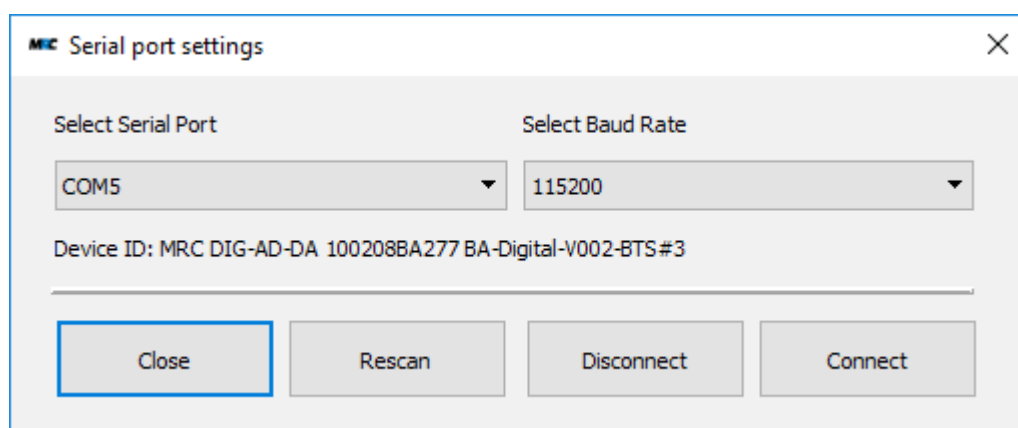 MRC Serial port settings
Select Serial Port Select Baud Rate
COM5 115200
Device ID: MRC DIG-AD-DA 100208BA277 BA-Digital-V002-BTS#3
Close Rescan Disconnect Connect